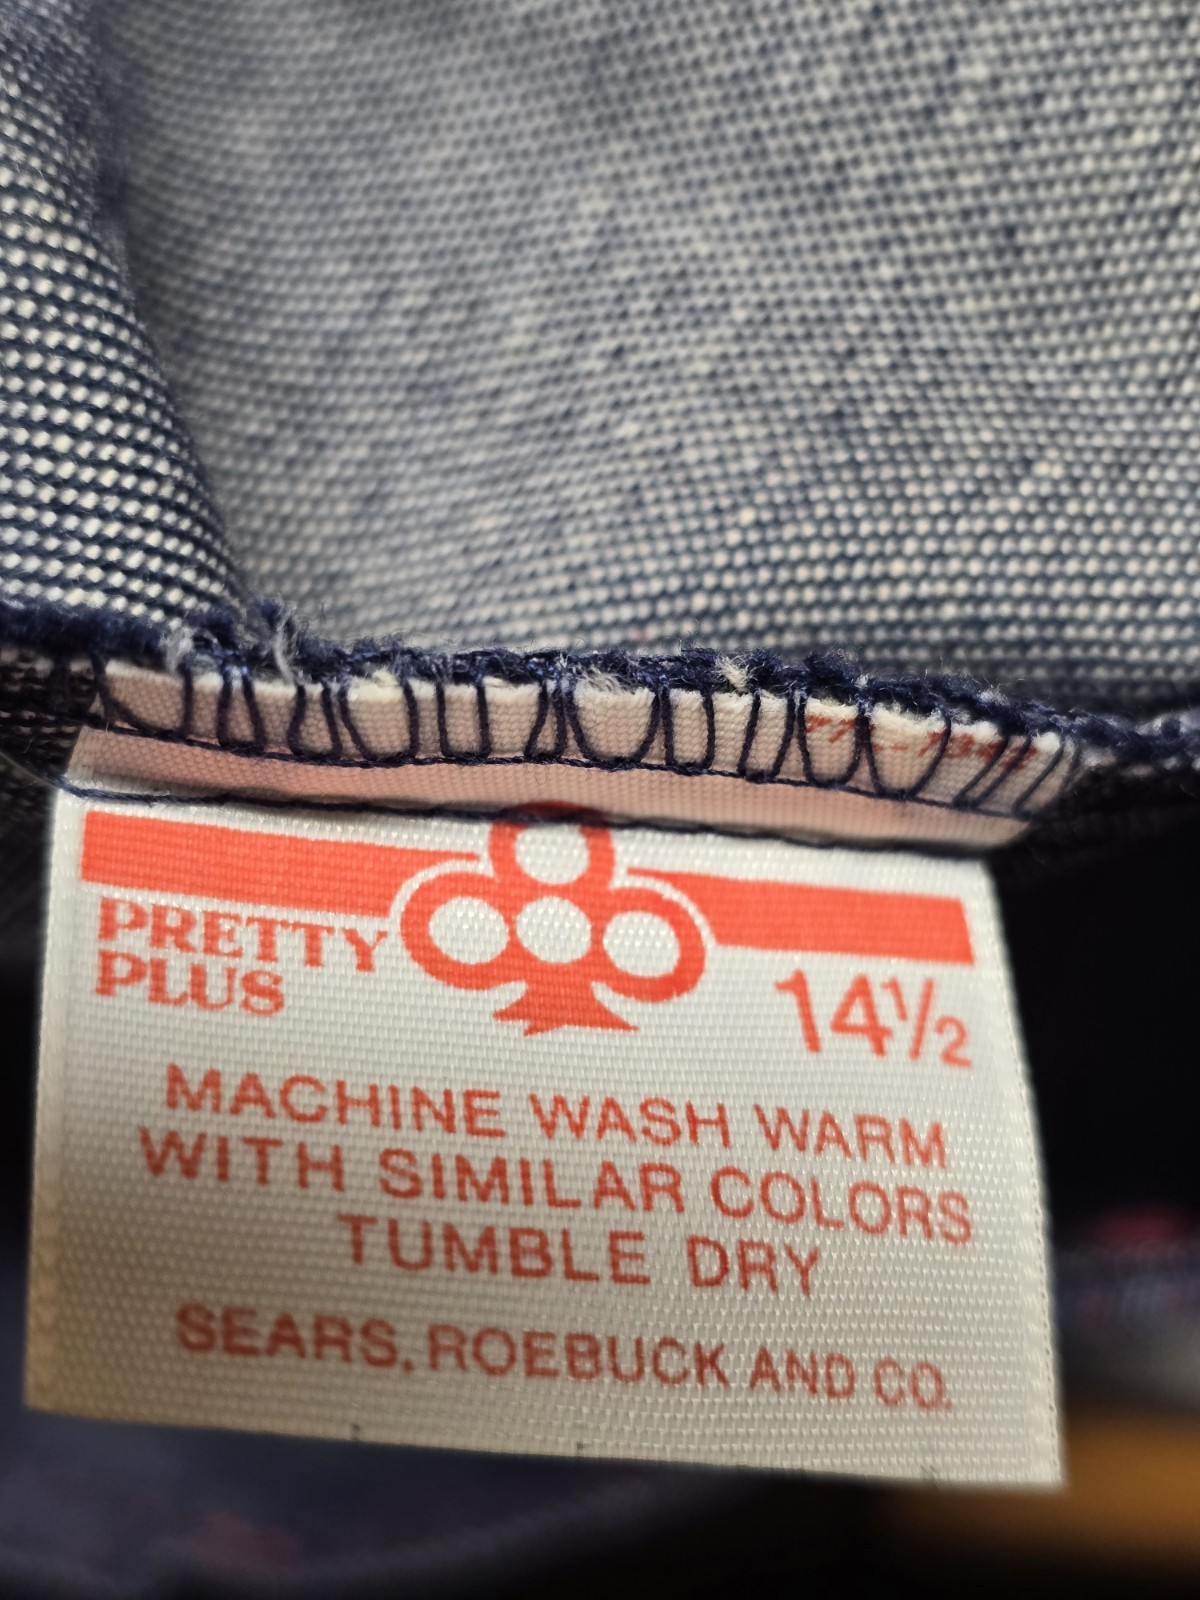 PRETTY
PLUS
14½
MACHINE WASH WARM
WITH SIMILAR COLORS
TUMBLE DRY
SEARS, ROEBUCK AND CO.